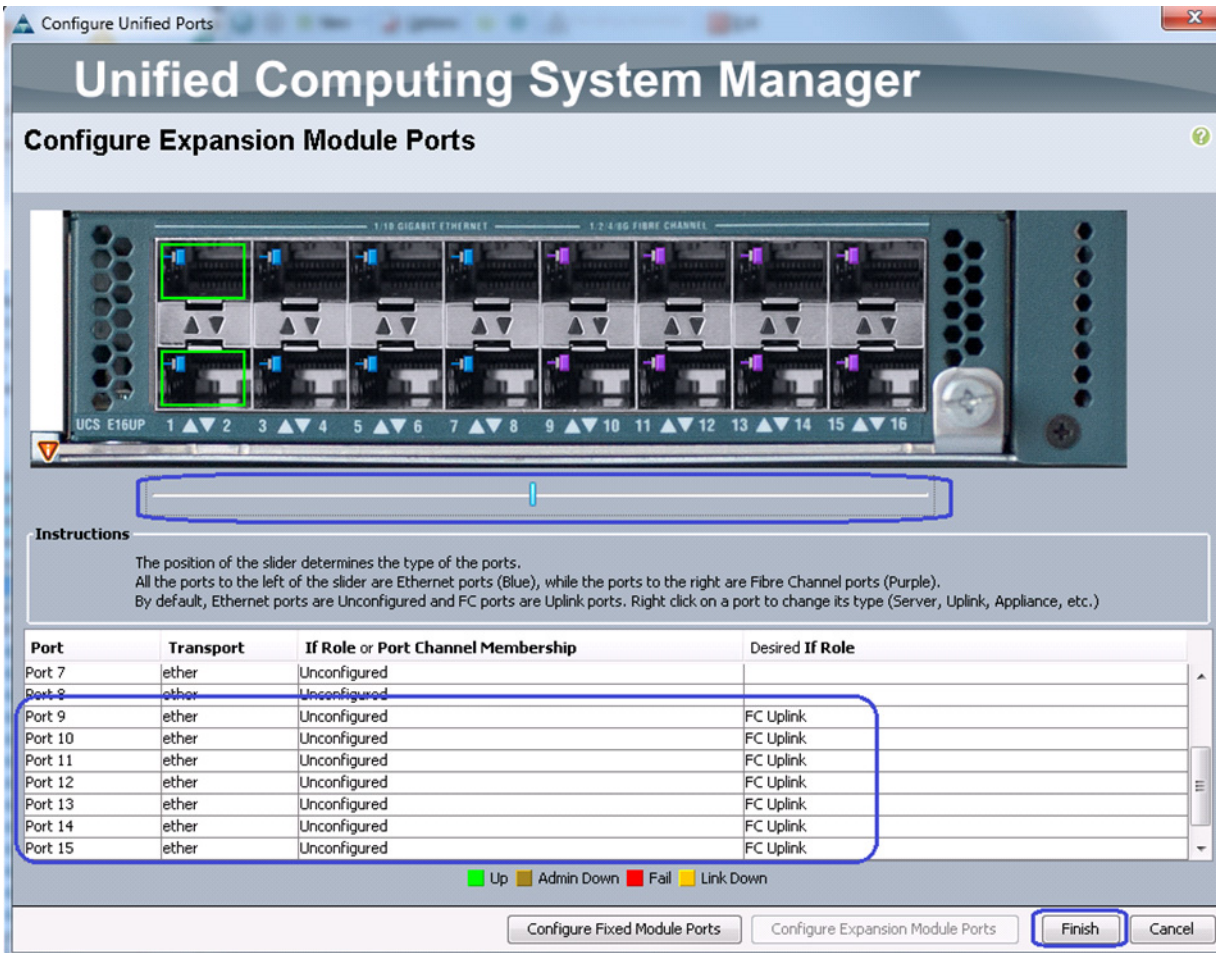 Configure Unified Ports
Unified Computing System Manager
Configure Expansion Module Ports
1/10 GIGABIT ETHERNET 1/2/4/8G FIBRE CHANNEL
UCS E16UP 1 ▲▼ 2 3 ▲▼ 4 5 ▲▼ 6 7 ▲▼ 8 9 ▲▼ 10 11 ▲▼ 12 13 ▲▼ 14 15 ▲▼ 16
Instructions
The position of the slider determines the type of the ports.
All the ports to the left of the slider are Ethernet ports (Blue), while the ports to the right are Fibre Channel ports (Purple).
By default, Ethernet ports are Unconfigured and FC ports are Uplink ports. Right click on a port to change its type (Server, Uplink, Appliance, etc.)
Port Transport If Role or Port Channel Membership Desired If Role
Port 7 ether Unconfigured
Port 8 ether Unconfigured
Port 9 ether Unconfigured FC Uplink
Port 10 ether Unconfigured FC Uplink
Port 11 ether Unconfigured FC Uplink
Port 12 ether Unconfigured FC Uplink
Port 13 ether Unconfigured FC Uplink
Port 14 ether Unconfigured FC Uplink
Port 15 ether Unconfigured FC Uplink
Up Admin Down Fail Link Down
Configure Fixed Module Ports Configure Expansion Module Ports Finish Cancel